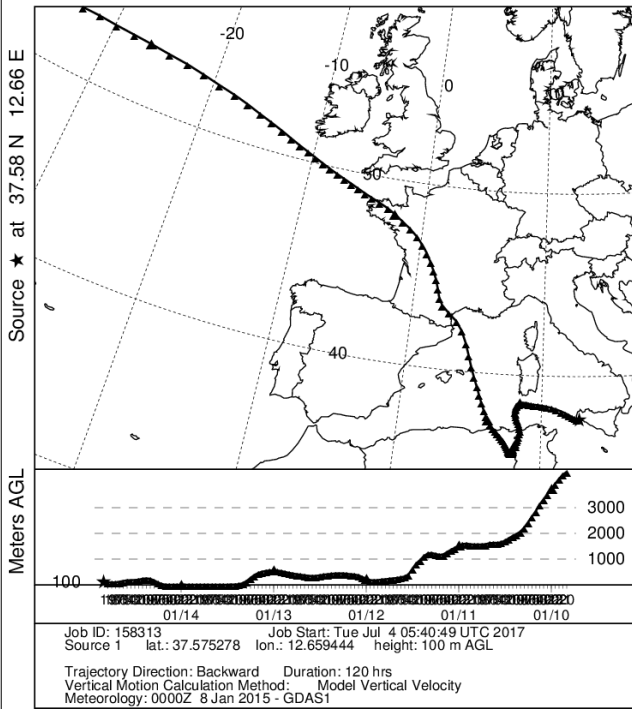 Source ★ at 37.58 N 12.66 E
-20
-10
0
50
40
Meters AGL
3000
2000
1000
100
01/14 01/13 01/12 01/11 01/10
Job ID: 158313 Job Start: Tue Jul 4 05:40:49 UTC 2017
Source 1 lat.: 37.575278 lon.: 12.659444 height: 100 m AGL
Trajectory Direction: Backward Duration: 120 hrs
Vertical Motion Calculation Method: Model Vertical Velocity
Meteorology: 0000Z 8 Jan 2015 - GDAS1